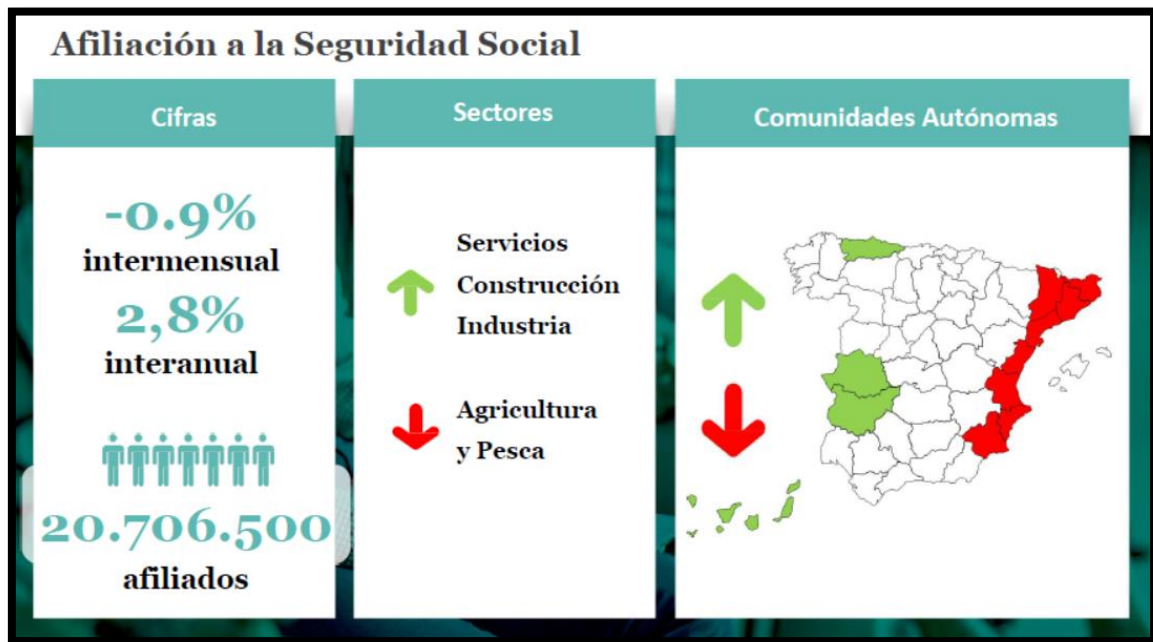 Afiliación a la Seguridad Social
Cifras
-0.9%
intermensual
2,8%
interanual
20.706.500
afiliados
Sectores
Servicios
Construcción
Industria
Agricultura
y Pesca
Comunidades Autónomas